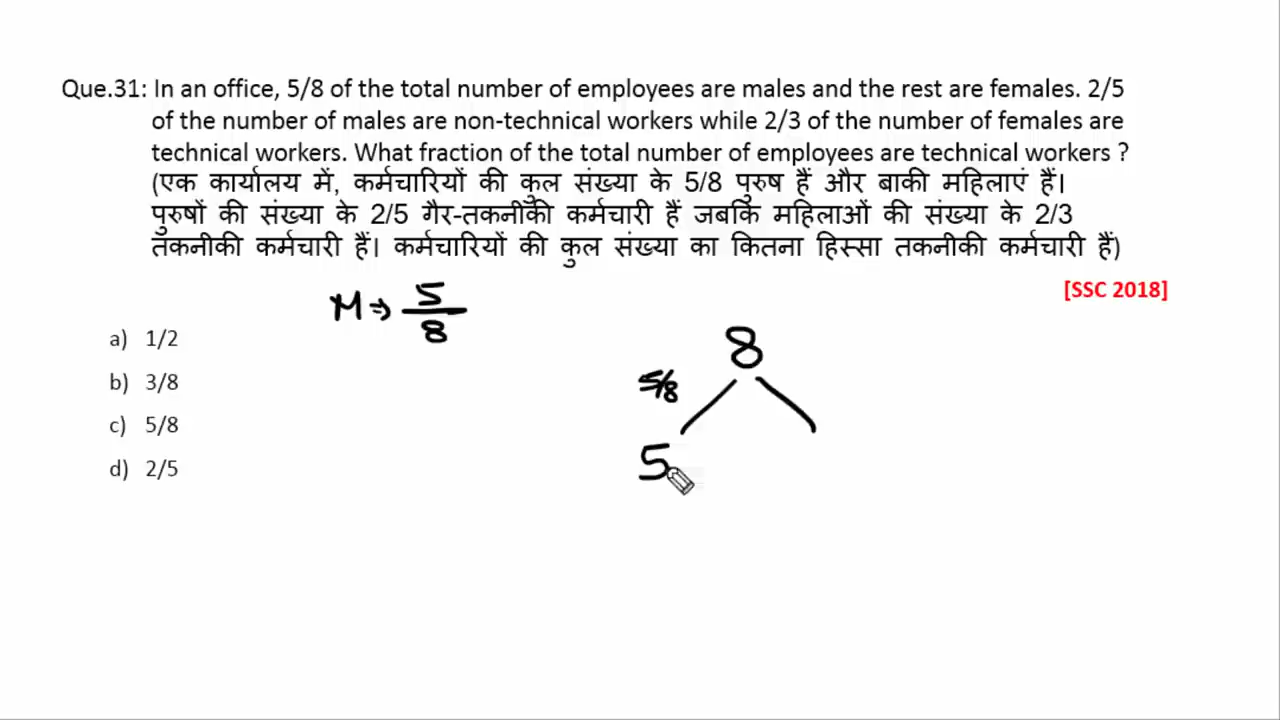 Que.31: In an office, 5/8 of the total number of employees are males and the rest are females. 2/5
of the number of males are non-technical workers while 2/3 of the number of females are
technical workers. What fraction of the total number of employees are technical workers ?
(एक कार्यालय में, कर्मचारियों की कुल संख्या के 5/8 पुरुष हैं और बाकी महिलाएं हैं।
पुरुषों की संख्या के 2/5 गैर-तकनीकी कर्मचारी हैं जबकि महिलाओं की संख्या के 2/3
तकनीकी कर्मचारी हैं। कर्मचारियों की कुल संख्या का कितना हिस्सा तकनीकी कर्मचारी हैं)
[SSC 2018]
M ⇒ 5/8
a) 1/2
b) 3/8
c) 5/8
d) 2/5
8
5/8
5